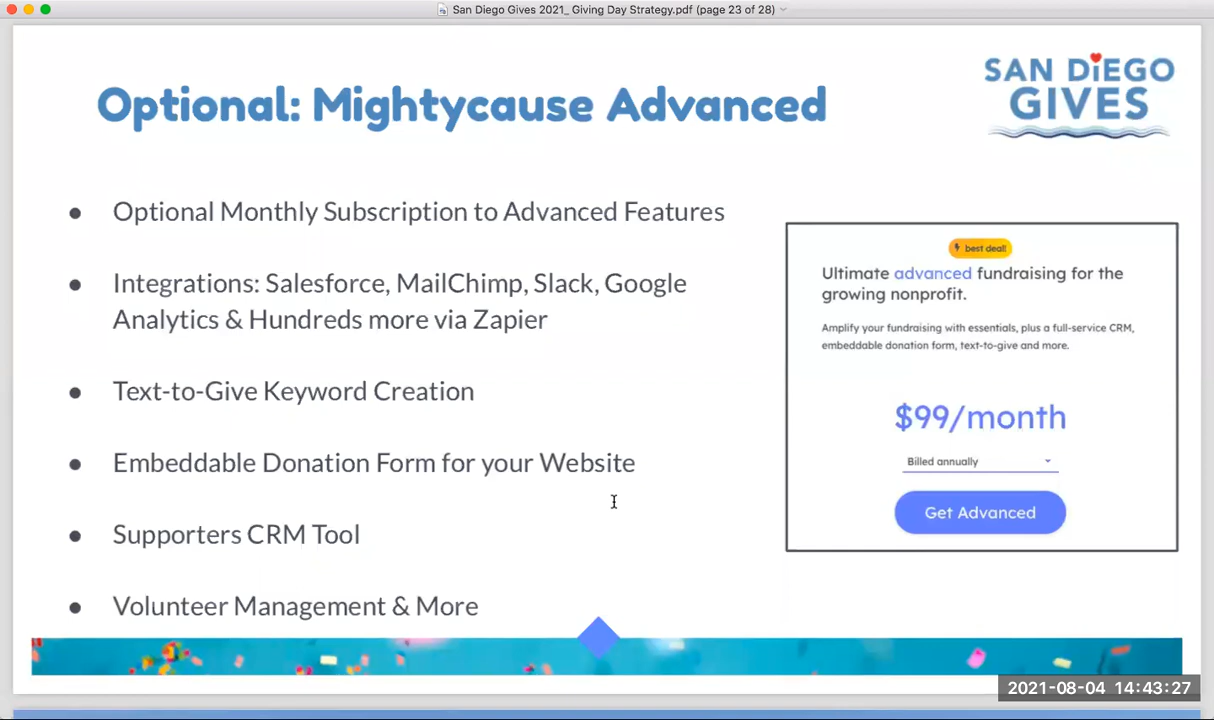 San Diego Gives 2021_ Giving Day Strategy.pdf (page 23 of 28)
SAN DiEGO
GIVES
Optional: Mightycause Advanced
● Optional Monthly Subscription to Advanced Features
● Integrations: Salesforce, MailChimp, Slack, Google
Analytics & Hundreds more via Zapier
● Text-to-Give Keyword Creation
● Embeddable Donation Form for your Website
● Supporters CRM Tool
● Volunteer Management & More
best deal!
Ultimate advanced fundraising for the
growing nonprofit.
Amplify your fundraising with essentials, plus a full-service CRM,
embeddable donation form, text-to-give and more.
$99/month
Billed annually
Get Advanced
2021-08-04 14:43:27